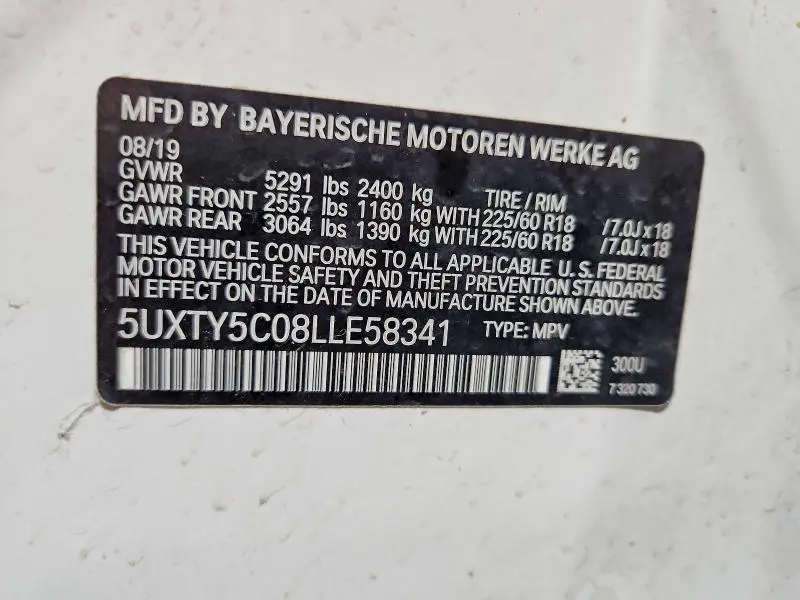 MFD BY BAYERISCHE MOTOREN WERKE AG
08/19
GVWR 5291 lbs 2400 kg TIRE / RIM
GAWR FRONT 2557 lbs 1160 kg WITH 225/60 R18 /7.0J x 18
GAWR REAR 3064 lbs 1390 kg WITH 225/60 R18 /7.0J x 18
THIS VEHICLE CONFORMS TO ALL APPLICABLE U. S. FEDERAL
MOTOR VEHICLE SAFETY AND THEFT PREVENTION STANDARDS
IN EFFECT ON THE DATE OF MANUFACTURE SHOWN ABOVE.
5UXTY5C08LLE58341 TYPE: MPV
300U
7 320 730